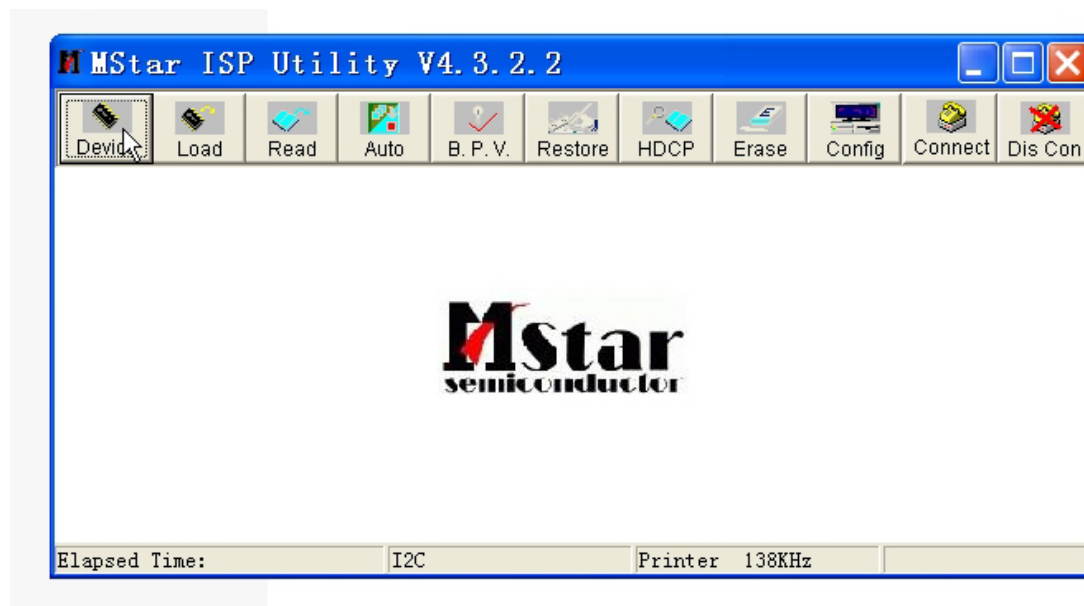 MStar ISP Utility V4.3.2.2
Device Load Read Auto B.P.V. Restore HDCP Erase Config Connect Dis Con
Mstar
semiconductor
Elapsed Time: I2C Printer 138KHz